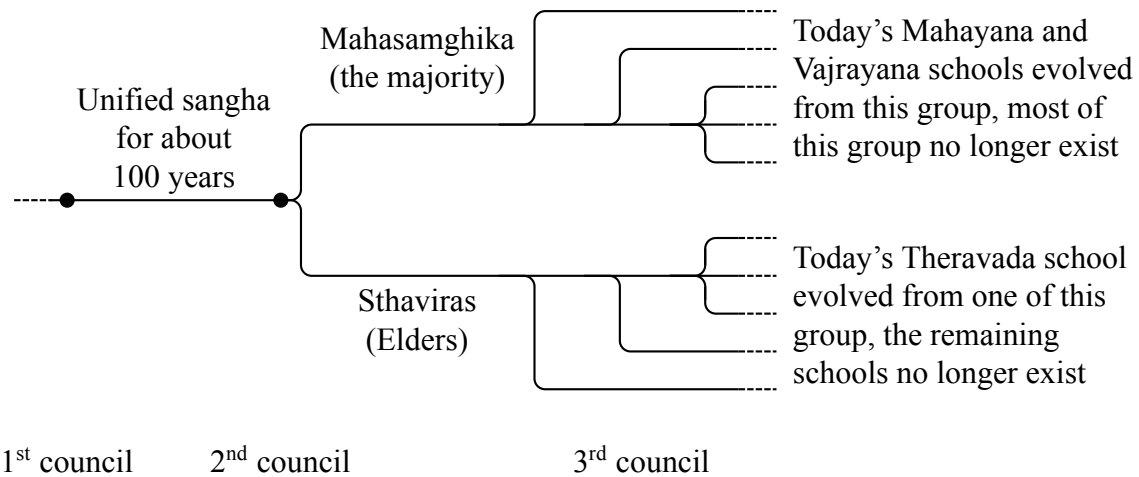 Mahasamghika
(the majority)
Today’s Mahayana and
Vajrayana schools evolved
from this group, most of
this group no longer exist
Unified sangha
for about
100 years
Sthaviras
(Elders)
Today’s Theravada school
evolved from one of this
group, the remaining
schools no longer exist
1st council
2nd council
3rd council